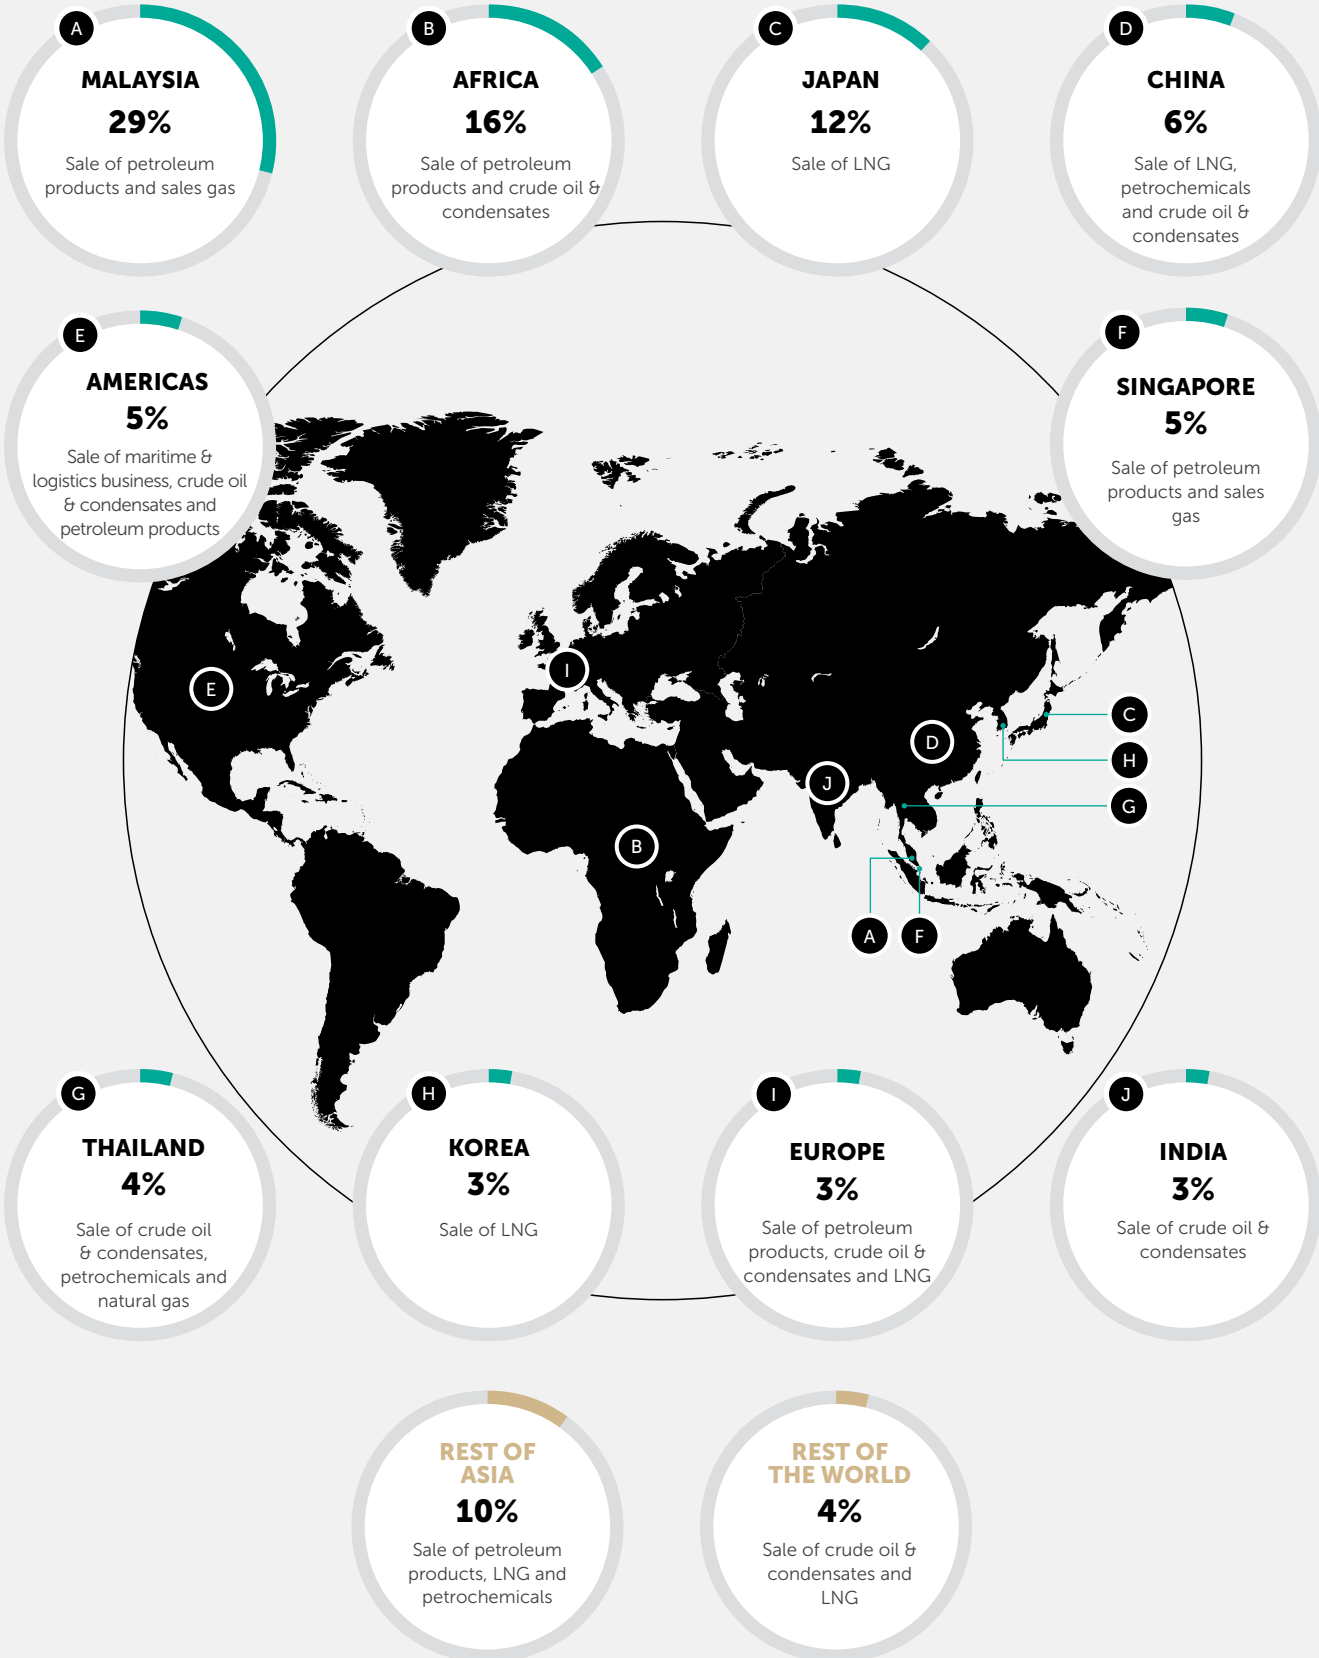 A
MALAYSIA
29%
Sale of petroleum
products and sales gas
B
AFRICA
16%
Sale of petroleum
products and crude oil &
condensates
C
JAPAN
12%
Sale of LNG
D
CHINA
6%
Sale of LNG,
petrochemicals
and crude oil &
condensates
E
AMERICAS
5%
Sale of maritime &
logistics business, crude oil
& condensates and
petroleum products
F
SINGAPORE
5%
Sale of petroleum
products and sales
gas
I
E
C
D
H
J
G
B
A
F
G
THAILAND
4%
Sale of crude oil
& condensates,
petrochemicals and
natural gas
H
KOREA
3%
Sale of LNG
I
EUROPE
3%
Sale of petroleum
products, crude oil &
condensates and LNG
J
INDIA
3%
Sale of crude oil &
condensates
REST OF
ASIA
10%
Sale of petroleum
products, LNG and
petrochemicals
REST OF
THE WORLD
4%
Sale of crude oil &
condensates and
LNG